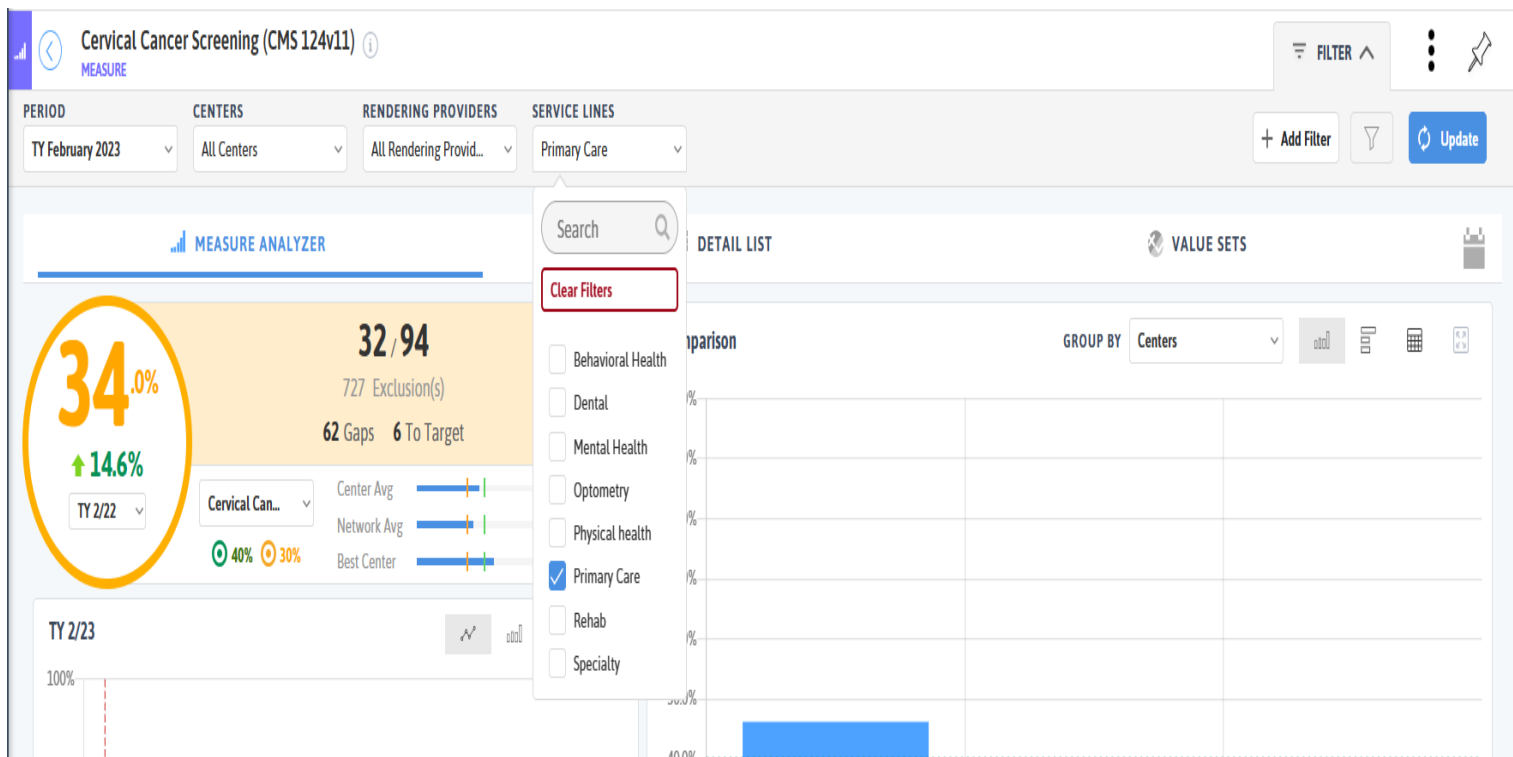 Cervical Cancer Screening (CMS 124v11)
MEASURE
FILTER
PERIOD CENTERS RENDERING PROVIDERS SERVICE LINES
TY February 2023 All Centers All Rendering Provid... Primary Care
+ Add Filter Update
Search
Clear Filters
Behavioral Health
Dental
Mental Health
Optometry
Physical health
Primary Care
Rehab
Specialty
MEASURE ANALYZER DETAIL LIST VALUE SETS
34.0%
14.6%
TY 2/22
32 / 94
727 Exclusion(s)
62 Gaps 6 To Target
Cervical Can...
40% 30%
Center Avg
Network Avg
Best Center
GROUP BY Centers
TY 2/23
100%
40.0%